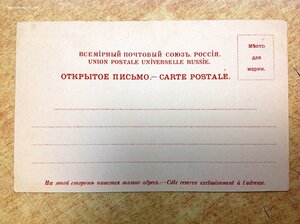 ВСЕМІРНЫЙ ПОЧТОВЫЙ СОЮЗЪ. РОССІЯ.
UNION POSTALE UNIVERSELLE RUSSIE.
ОТКРЫТОЕ ПИСЬМО.— CARTE POSTALE.
Мѣсто
для
марки.
На этой сторонѣ пишется только адресъ.—Côté réservé exclusivement à l'adresse.